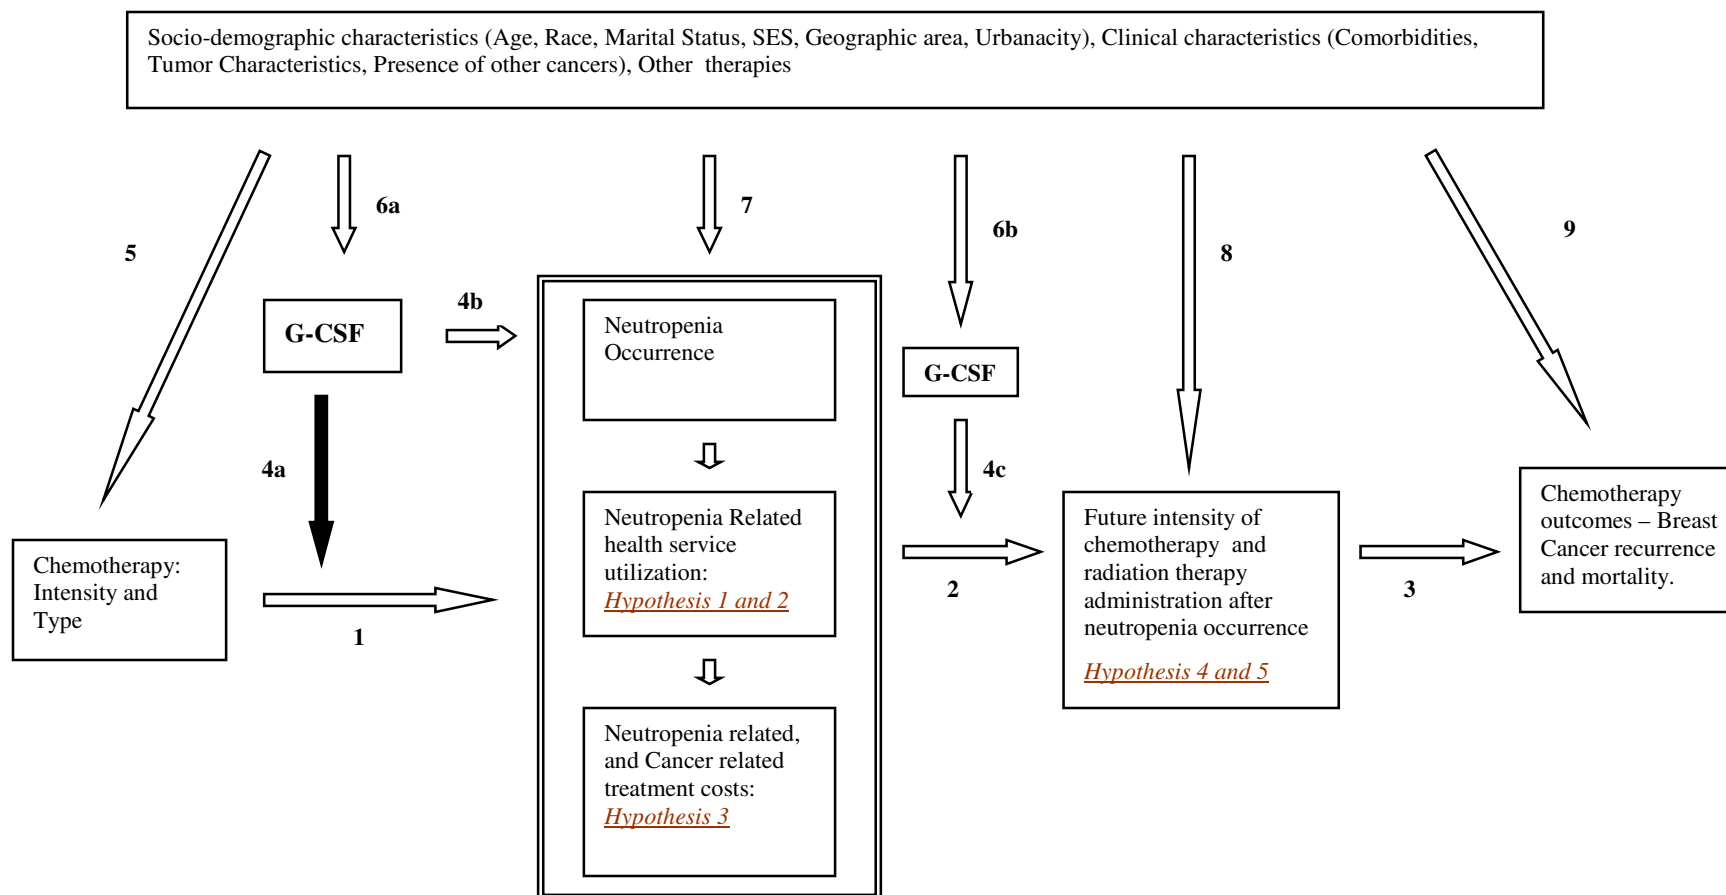 Socio-demographic characteristics (Age, Race, Marital Status, SES, Geographic area, Urbanacity), Clinical characteristics (Comorbidities,
Tumor Characteristics, Presence of other cancers), Other therapies
5
6a
7
6b
8
9
G-CSF
4b
4a
Chemotherapy:
Intensity and
Type
1
Neutropenia
Occurrence
Neutropenia Related
health service
utilization:
Hypothesis 1 and 2
Neutropenia related,
and Cancer related
treatment costs:
Hypothesis 3
G-CSF
4c
2
Future intensity of
chemotherapy and
radiation therapy
administration after
neutropenia occurrence
Hypothesis 4 and 5
3
Chemotherapy
outcomes – Breast
Cancer recurrence
and mortality.